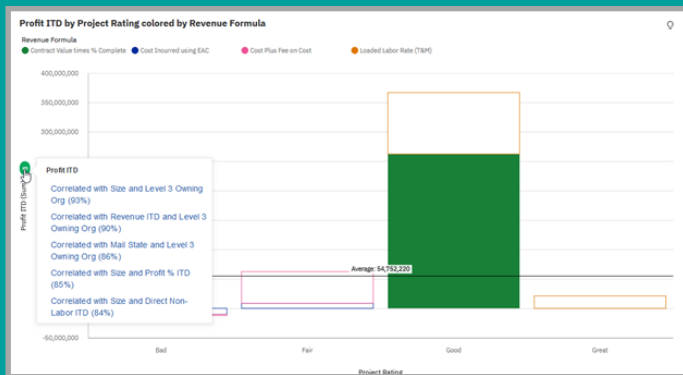 Profit ITD by Project Rating colored by Revenue Formula
Revenue Formula
Contract Value times % Complete
Cost Incurred using EAC
Cost Plus Fee on Cost
Loaded Labor Rate (T&M)
400,000,000
350,000,000
300,000,000
Profit ITD (Sum)
Profit ITD
Correlated with Size and Level 3 Owning
Org (93%)
Correlated with Revenue ITD and Level 3
Owning Org (90%)
Correlated with Mail State and Level 3
Owning Org (86%)
Correlated with Size and Profit % ITD
(85%)
Correlated with Size and Direct Non-
Labor ITD (84%)
Average: 54,752,220
-50,000,000
Bad
Fair
Good
Great
Project Rating